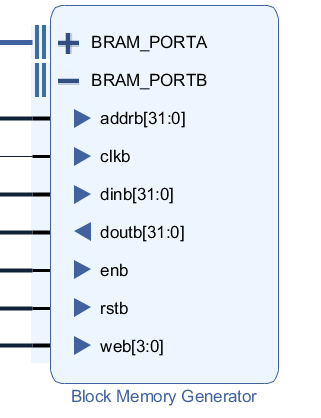 BRAM_PORTA
BRAM_PORTB
addrb[31:0]
clkb
dinb[31:0]
doutb[31:0]
enb
rstb
web[3:0]
Block Memory Generator